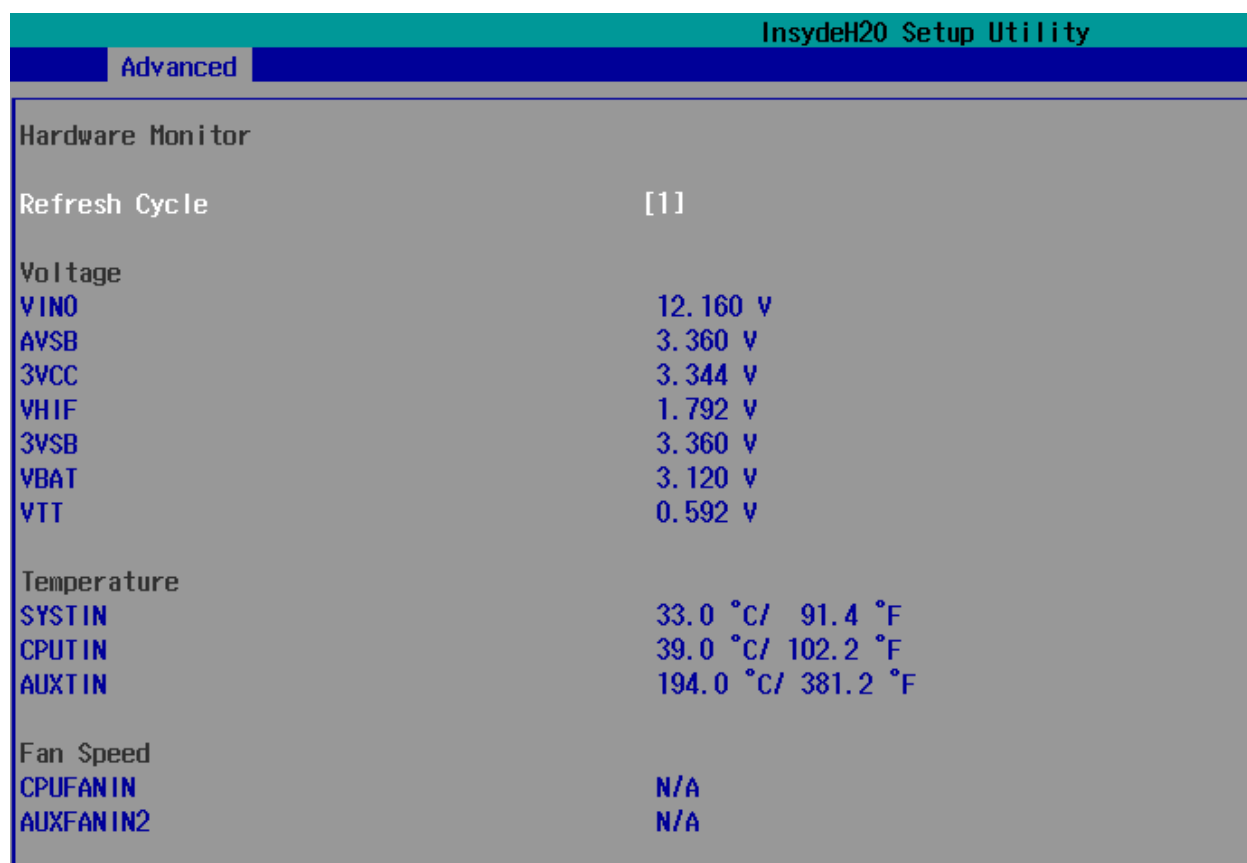 InsydeH20 Setup Utility
Advanced
Hardware Monitor
Refresh Cycle [1]
Voltage
VIN0 12.160 V
AVSB 3.360 V
3VCC 3.344 V
VHIF 1.792 V
3VSB 3.360 V
VBAT 3.120 V
VTT 0.592 V
Temperature
SYSTIN 33.0 °C/ 91.4 °F
CPUTIN 39.0 °C/ 102.2 °F
AUXTIN 194.0 °C/ 381.2 °F
Fan Speed
CPUFANIN N/A
AUXFANIN2 N/A